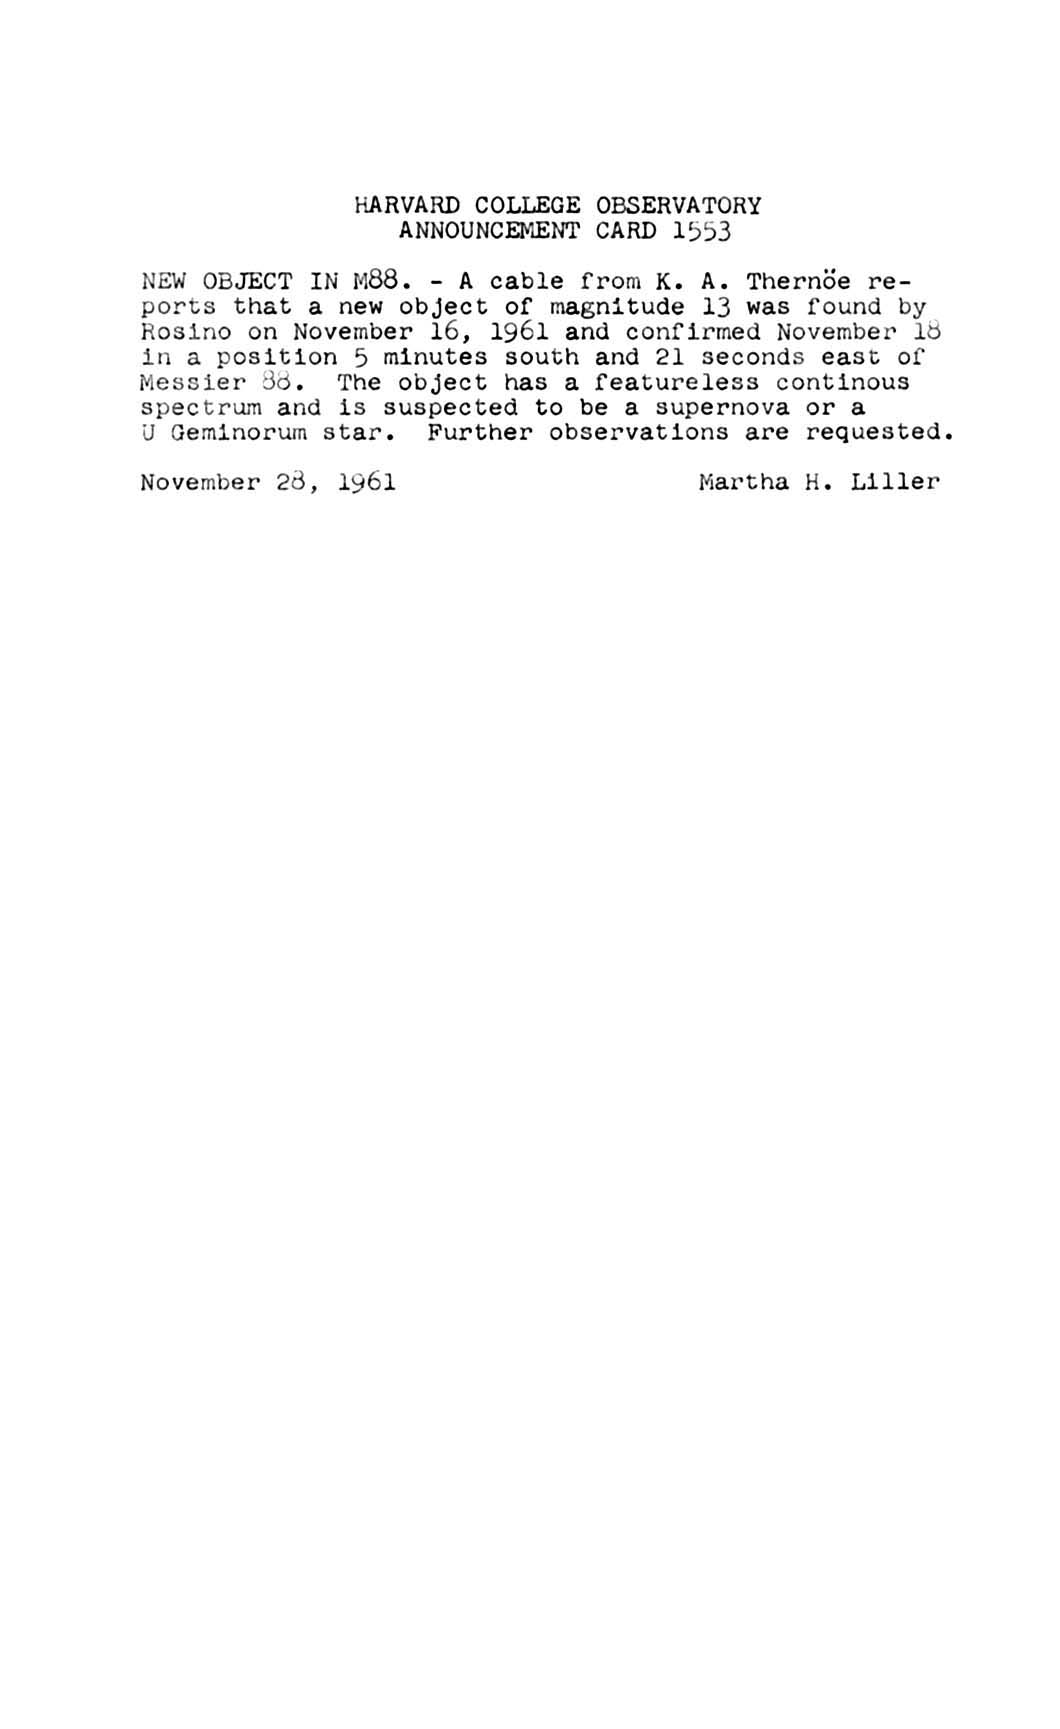 HARVARD COLLEGE OBSERVATORY
ANNOUNCEMENT CARD 1553
NEW OBJECT IN M88. - A cable from K. A. Thernöe re-
ports that a new object of magnitude 13 was found by
Rosino on November 16, 1961 and confirmed November 18
in a position 5 minutes south and 21 seconds east of
Messier 88.  The object has a featureless continous
spectrum and is suspected to be a supernova or a
U Geminorum star.  Further observations are requested.
November 28, 1961 Martha H. Liller